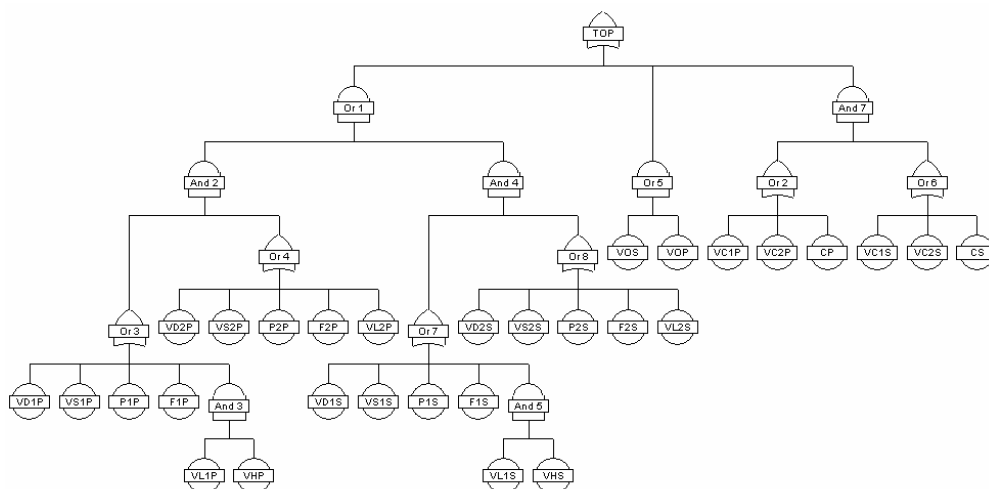 TOP
Or 1
And 7
And 2
And 4
Or 5
Or 2
Or 6
Or 4
Or 8
VOS
VOP
VC1P
VC2P
CP
VC1S
VC2S
CS
Or 3
VD2P
VS2P
P2P
F2P
VL2P
Or 7
VD2S
VS2S
P2S
F2S
VL2S
VD1P
VS1P
P1P
F1P
And 3
VD1S
VS1S
P1S
F1S
And 5
VL1P
VHP
VL1S
VHS